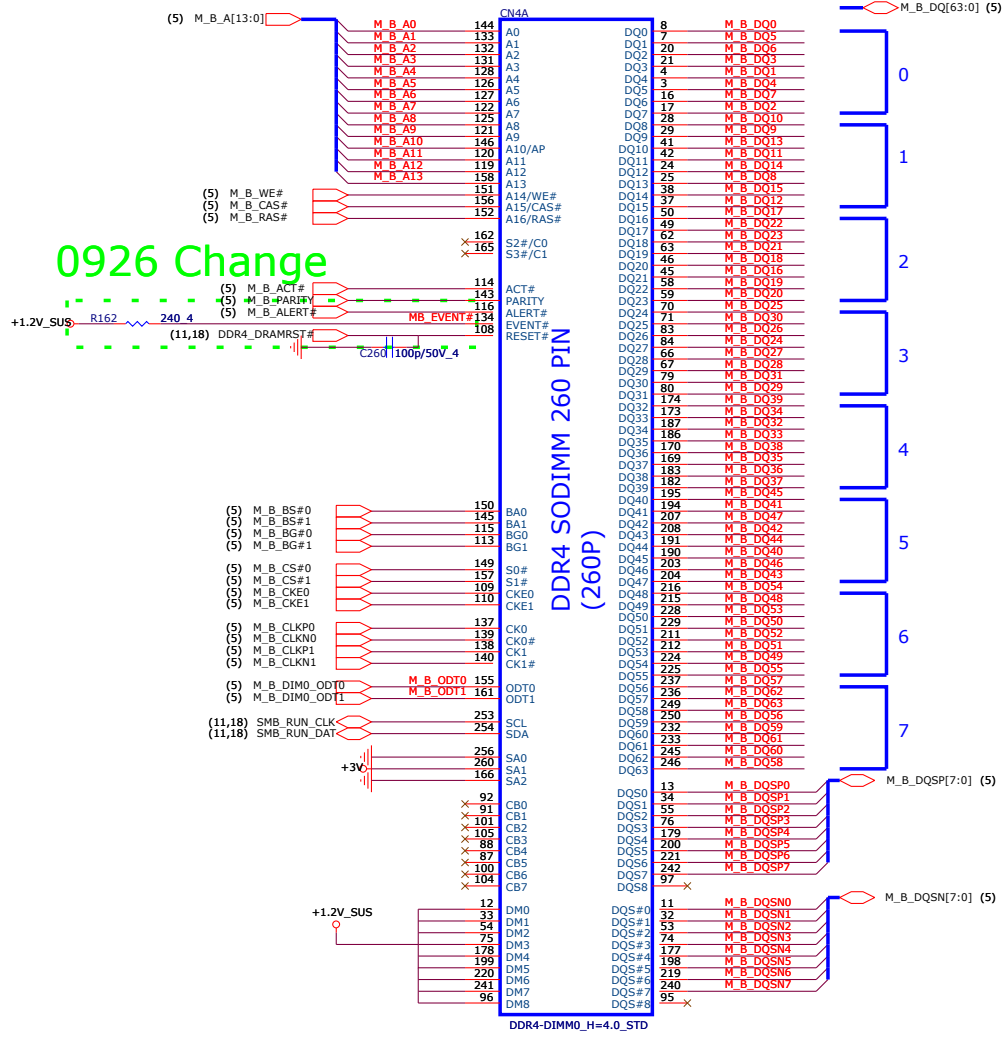 (5) M_B_A[13:0]
CN4A
M_B_DQ[63:0] (5)
M_B_A0 144 A0
M_B_A1 133 A1
M_B_A2 132 A2
M_B_A3 131 A3
M_B_A4 128 A4
M_B_A5 126 A5
M_B_A6 127 A6
M_B_A7 122 A7
M_B_A8 125 A8
M_B_A9 121 A9
M_B_A10 146 A10/AP
M_B_A11 120 A11
M_B_A12 119 A12
M_B_A13 158 A13
(5) M_B_WE# 151 A14/WE#
(5) M_B_CAS# 156 A15/CAS#
(5) M_B_RAS# 152 A16/RAS#
162 S2#/C0
165 S3#/C1
0926 Change
(5) M_B_ACT# 114 ACT#
(5) M_B_PARITY 143 PARITY
(5) M_B_ALERT# 116 ALERT#
+1.2V_SUS R162 240_4 MB_EVENT# 134 EVENT#
(11,18) DDR4_DRAMRST# 108 RESET#
C260 100p/50V_4
(5) M_B_BS#0 150 BA0
(5) M_B_BS#1 145 BA1
(5) M_B_BG#0 115 BG0
(5) M_B_BG#1 113 BG1
(5) M_B_CS#0 149 S0#
(5) M_B_CS#1 157 S1#
(5) M_B_CKE0 109 CKE0
(5) M_B_CKE1 110 CKE1
(5) M_B_CLKP0 137 CK0
(5) M_B_CLKN0 139 CK0#
(5) M_B_CLKP1 138 CK1
(5) M_B_CLKN1 140 CK1#
(5) M_B_DIM0_ODT0 M_B_ODT0 155 ODT0
(5) M_B_DIM0_ODT1 M_B_ODT1 161 ODT1
(11,18) SMB_RUN_CLK 253 SCL
(11,18) SMB_RUN_DAT 254 SDA
256 SA0
+3V 260 SA1
166 SA2
92 CB0
91 CB1
101 CB2
105 CB3
88 CB4
87 CB5
100 CB6
104 CB7
+1.2V_SUS
12 DM0
33 DM1
54 DM2
75 DM3
178 DM4
199 DM5
220 DM6
241 DM7
96 DM8
DDR4 SODIMM 260 PIN
(260P)
DQ0 8 M_B_DQ0
DQ1 7 M_B_DQ5
DQ2 20 M_B_DQ6
DQ3 21 M_B_DQ3
DQ4 4 M_B_DQ1
DQ5 3 M_B_DQ4
DQ6 16 M_B_DQ7
DQ7 17 M_B_DQ2
0
DQ8 28 M_B_DQ10
DQ9 29 M_B_DQ9
DQ10 41 M_B_DQ13
DQ11 42 M_B_DQ11
DQ12 24 M_B_DQ14
DQ13 25 M_B_DQ8
DQ14 38 M_B_DQ15
DQ15 37 M_B_DQ12
1
DQ16 50 M_B_DQ17
DQ17 49 M_B_DQ22
DQ18 62 M_B_DQ23
DQ19 63 M_B_DQ21
DQ20 46 M_B_DQ18
DQ21 45 M_B_DQ16
DQ22 58 M_B_DQ19
DQ23 59 M_B_DQ20
2
DQ24 70 M_B_DQ25
DQ25 71 M_B_DQ30
DQ26 83 M_B_DQ26
DQ27 84 M_B_DQ24
DQ28 66 M_B_DQ27
DQ29 67 M_B_DQ28
DQ30 79 M_B_DQ31
DQ31 80 M_B_DQ29
3
DQ32 174 M_B_DQ39
DQ33 173 M_B_DQ34
DQ34 187 M_B_DQ32
DQ35 186 M_B_DQ33
DQ36 170 M_B_DQ38
DQ37 169 M_B_DQ35
DQ38 183 M_B_DQ36
DQ39 182 M_B_DQ37
4
DQ40 195 M_B_DQ45
DQ41 194 M_B_DQ41
DQ42 207 M_B_DQ47
DQ43 208 M_B_DQ42
DQ44 191 M_B_DQ44
DQ45 190 M_B_DQ40
DQ46 203 M_B_DQ46
DQ47 204 M_B_DQ43
5
DQ48 216 M_B_DQ54
DQ49 215 M_B_DQ48
DQ50 228 M_B_DQ53
DQ51 229 M_B_DQ50
DQ52 211 M_B_DQ52
DQ53 212 M_B_DQ51
DQ54 224 M_B_DQ49
DQ55 225 M_B_DQ55
6
DQ56 237 M_B_DQ57
DQ57 236 M_B_DQ62
DQ58 249 M_B_DQ63
DQ59 250 M_B_DQ56
DQ60 232 M_B_DQ59
DQ61 233 M_B_DQ61
DQ62 245 M_B_DQ60
DQ63 246 M_B_DQ58
7
M_B_DQSP[7:0] (5)
DQS0 13 M_B_DQSP0
DQS1 34 M_B_DQSP1
DQS2 55 M_B_DQSP2
DQS3 76 M_B_DQSP3
DQS4 179 M_B_DQSP4
DQS5 200 M_B_DQSP5
DQS6 221 M_B_DQSP6
DQS7 242 M_B_DQSP7
DQS8 97
M_B_DQSN[7:0] (5)
DQS#0 11 M_B_DQSN0
DQS#1 32 M_B_DQSN1
DQS#2 53 M_B_DQSN2
DQS#3 74 M_B_DQSN3
DQS#4 177 M_B_DQSN4
DQS#5 198 M_B_DQSN5
DQS#6 219 M_B_DQSN6
DQS#7 240 M_B_DQSN7
DQS#8 95
DDR4-DIMM0_H=4.0_STD